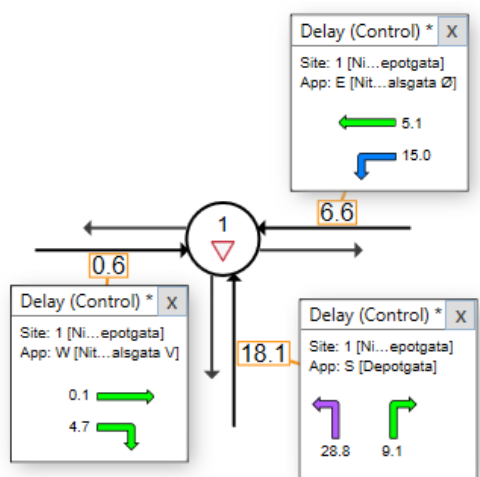 Delay (Control) * X
Site: 1 [Ni...epotgata]
App: E [Nit...alsgata Ø]
5.1
15.0
1
6.6
0.6
Delay (Control) * X
Site: 1 [Ni...epotgata]
App: W [Nit...alsgata V]
0.1
4.7
18.1
Delay (Control) * X
Site: 1 [Ni...epotgata]
App: S [Depotgata]
28.8 9.1